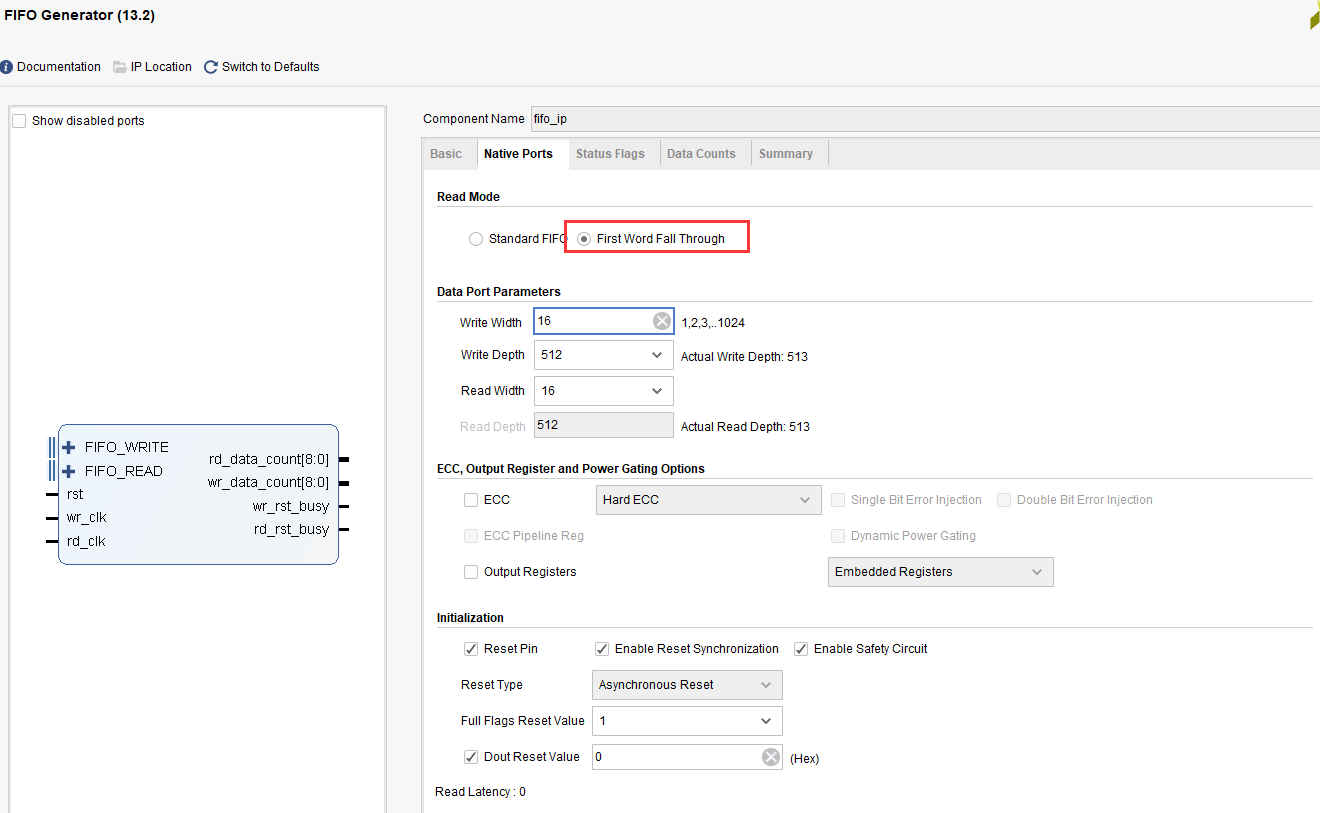 FIFO Generator (13.2)
Documentation IP Location Switch to Defaults
Show disabled ports
FIFO_WRITE
FIFO_READ
rst
wr_clk
rd_clk
rd_data_count[8:0]
wr_data_count[8:0]
wr_rst_busy
rd_rst_busy
Component Name fifo_ip
Basic Native Ports Status Flags Data Counts Summary
Read Mode
Standard FIFO First Word Fall Through
Data Port Parameters
Write Width 16 1,2,3,..1024
Write Depth 512 Actual Write Depth: 513
Read Width 16
Read Depth 512 Actual Read Depth: 513
ECC, Output Register and Power Gating Options
ECC Hard ECC Single Bit Error Injection Double Bit Error Injection
ECC Pipeline Reg Dynamic Power Gating
Output Registers Embedded Registers
Initialization
Reset Pin Enable Reset Synchronization Enable Safety Circuit
Reset Type Asynchronous Reset
Full Flags Reset Value 1
Dout Reset Value 0 (Hex)
Read Latency : 0